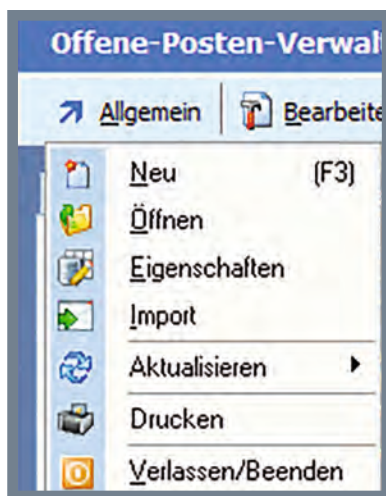 Offene-Posten-Verwal
Allgemein Bearbeite
Neu (F3)
Öffnen
Eigenschaften
Import
Aktualisieren
Drucken
Verlassen/Beenden